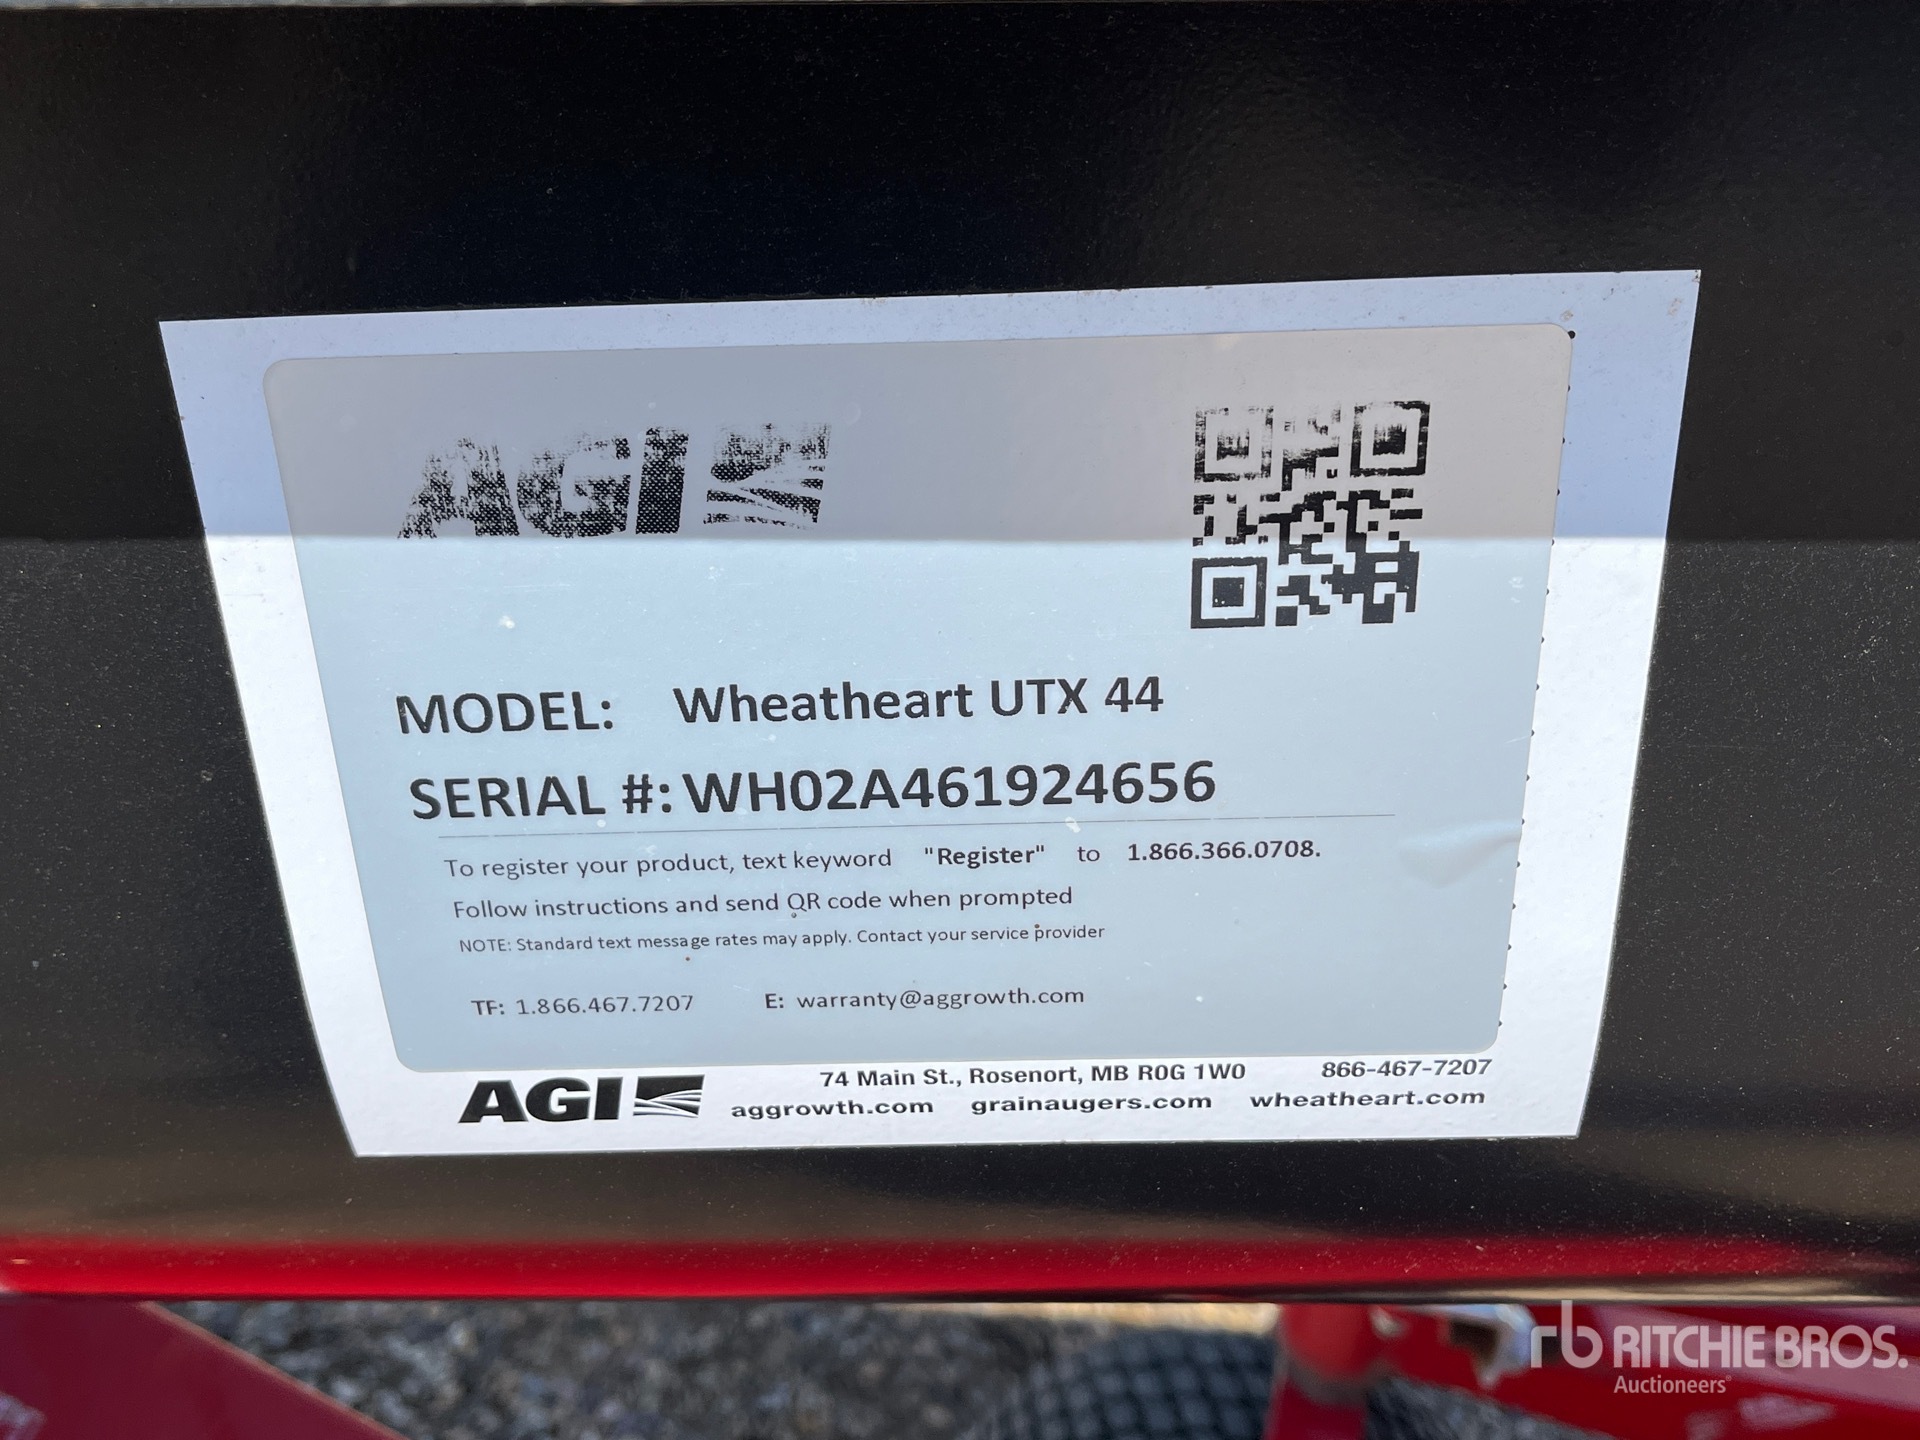 AGI
MODEL: Wheatheart UTX 44
SERIAL #: WH02A461924656
To register your product, text keyword "Register" to 1.866.366.0708.
Follow instructions and send QR code when prompted
NOTE: Standard text message rates may apply. Contact your service provider
TF: 1.866.467.7207 E: warranty@aggrowth.com
AGI 74 Main St., Rosenort, MB R0G 1W0 866-467-7207
aggrowth.com grainaugers.com wheatheart.com
rb RITCHIE BROS.
Auctioneers